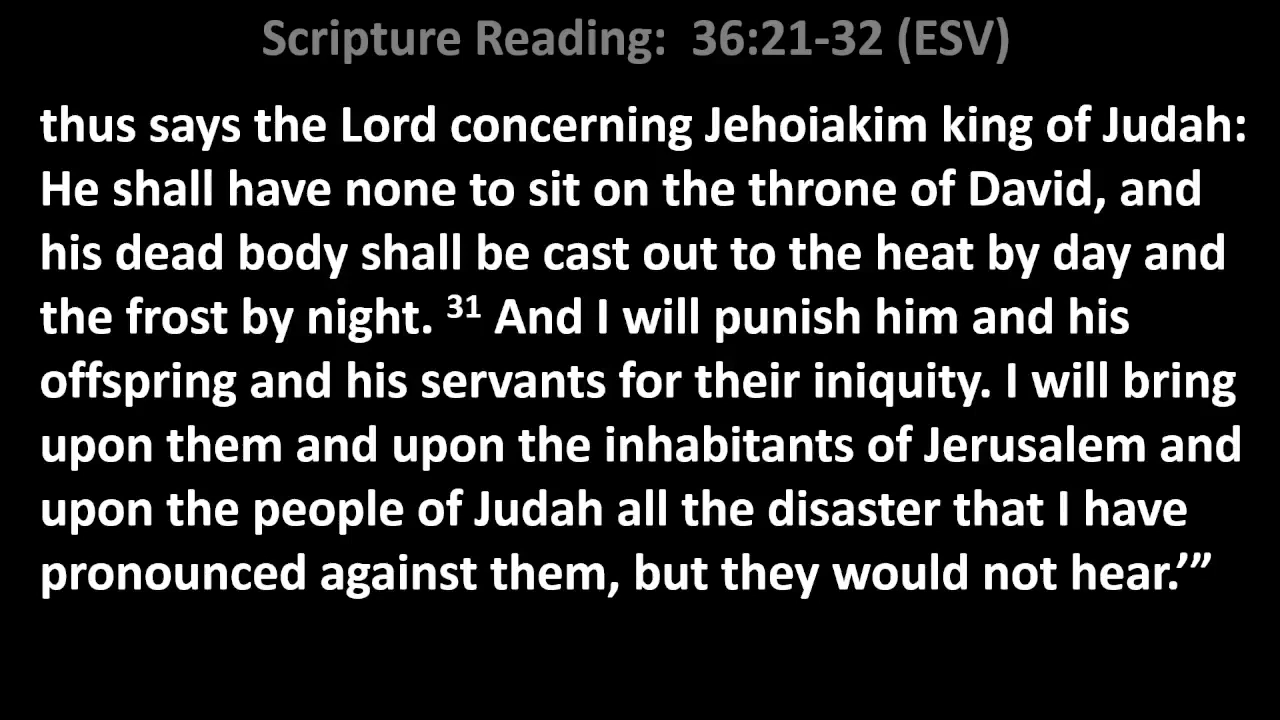 Scripture Reading:  36:21-32 (ESV)
thus says the Lord concerning Jehoiakim king of Judah:
He shall have none to sit on the throne of David, and
his dead body shall be cast out to the heat by day and
the frost by night. 31 And I will punish him and his
offspring and his servants for their iniquity. I will bring
upon them and upon the inhabitants of Jerusalem and
upon the people of Judah all the disaster that I have
pronounced against them, but they would not hear.’”